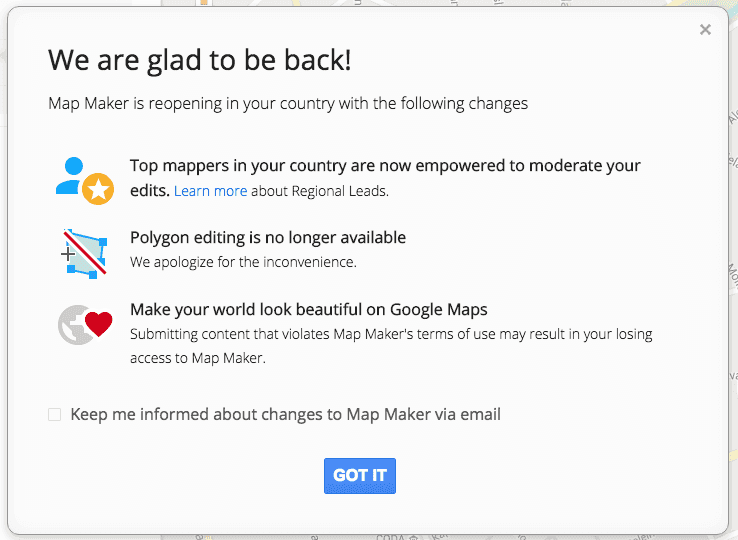 We are glad to be back!
Map Maker is reopening in your country with the following changes
Top mappers in your country are now empowered to moderate your
edits. Learn more about Regional Leads.
Polygon editing is no longer available
We apologize for the inconvenience.
Make your world look beautiful on Google Maps
Submitting content that violates Map Maker's terms of use may result in your losing
access to Map Maker.
Keep me informed about changes to Map Maker via email
GOT IT